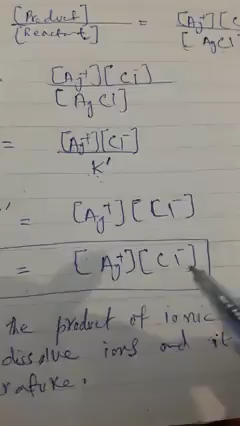 [Product] = [Ag+][C
[Reactant] [AgCl
[Ag+][Cl-]
[AgCl]
= [Ag+][Cl-]
K'
' = [Ag+][Cl-]
= [Ag+][Cl-]
the product of ionic
dissolve ions and it